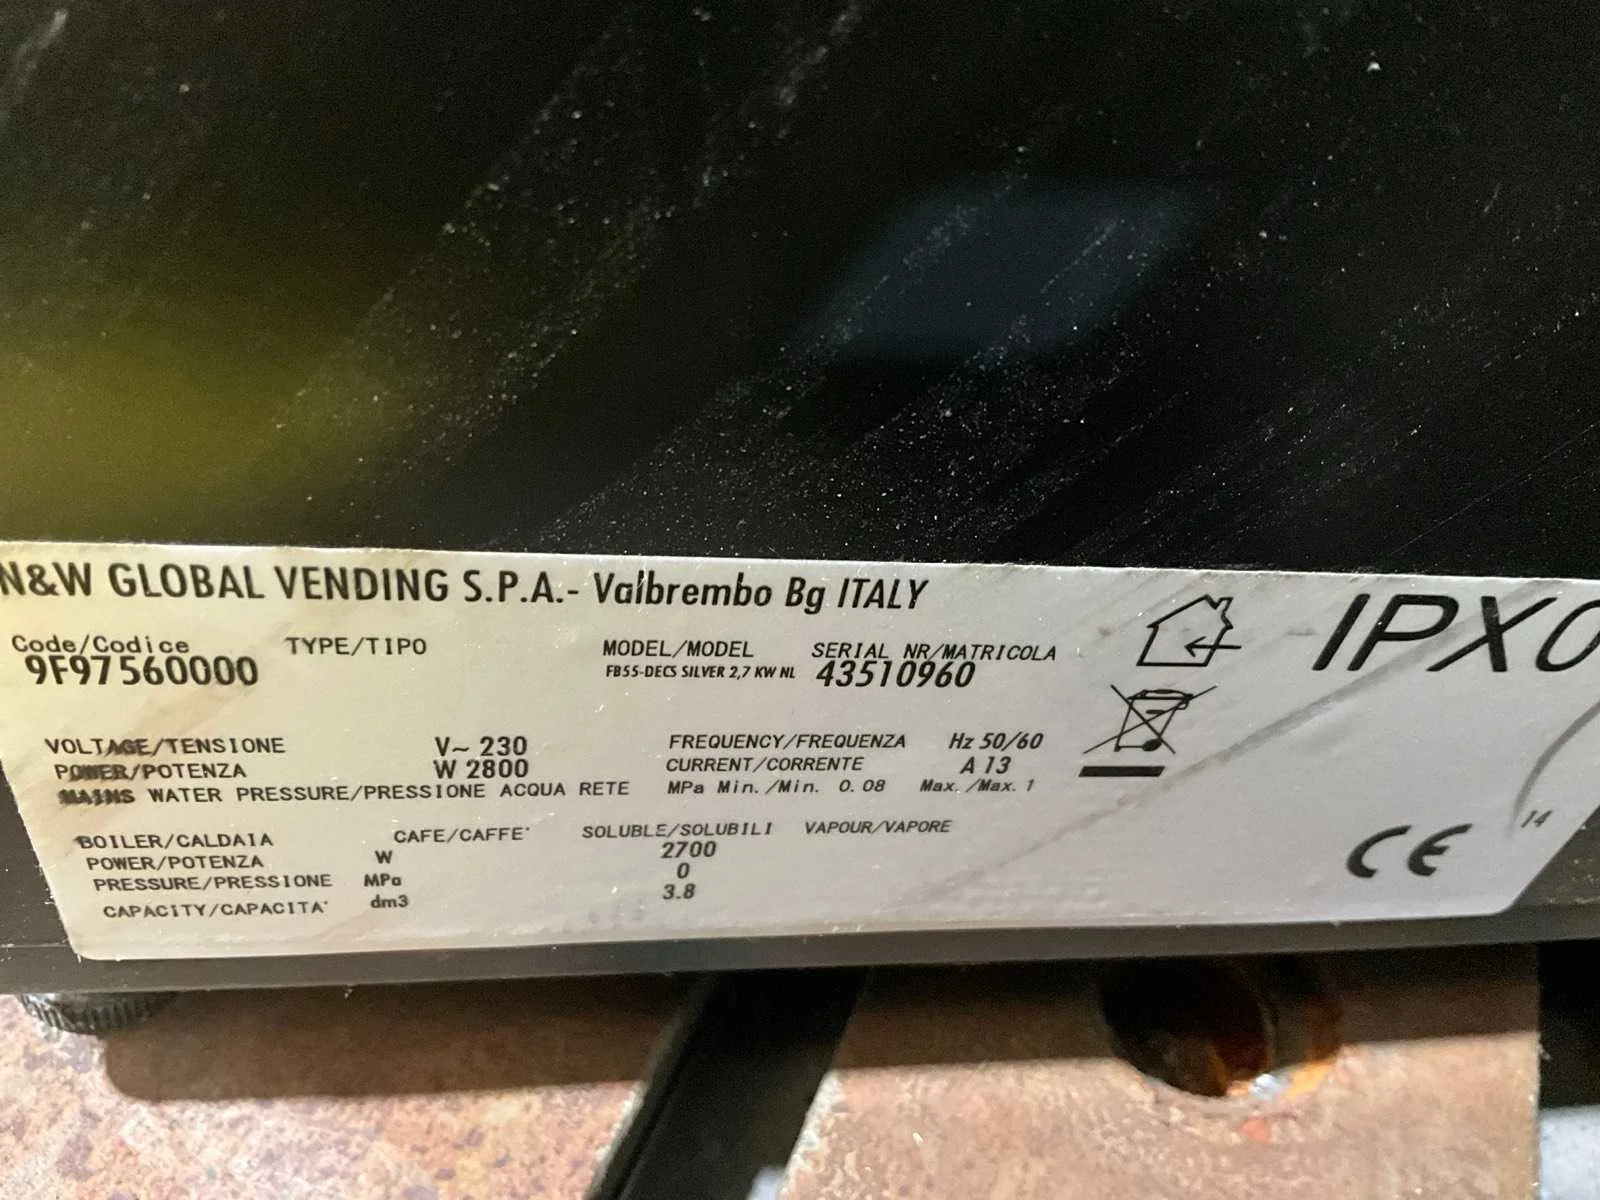 N&W GLOBAL VENDING S.P.A.- Valbrembo Bg ITALY
IPX0
Code/Codice TYPE/TIPO MODEL/MODEL SERIAL NR/MATRICOLA
9F97560000 FB55-DECS SILVER 2,7 KW NL 43510960
VOLTAGE/TENSIONE V~ 230 FREQUENCY/FREQUENZA Hz 50/60
POWER/POTENZA W 2800 CURRENT/CORRENTE A 13
MAINS WATER PRESSURE/PRESSIONE ACQUA RETE MPa Min./Min. 0.08 Max./Max. 1
BOILER/CALDAIA CAFE/CAFFE' SOLUBLE/SOLUBILI VAPOUR/VAPORE
POWER/POTENZA W 2700
PRESSURE/PRESSIONE MPa 0
CAPACITY/CAPACITA' dm3 3.8
CE
14